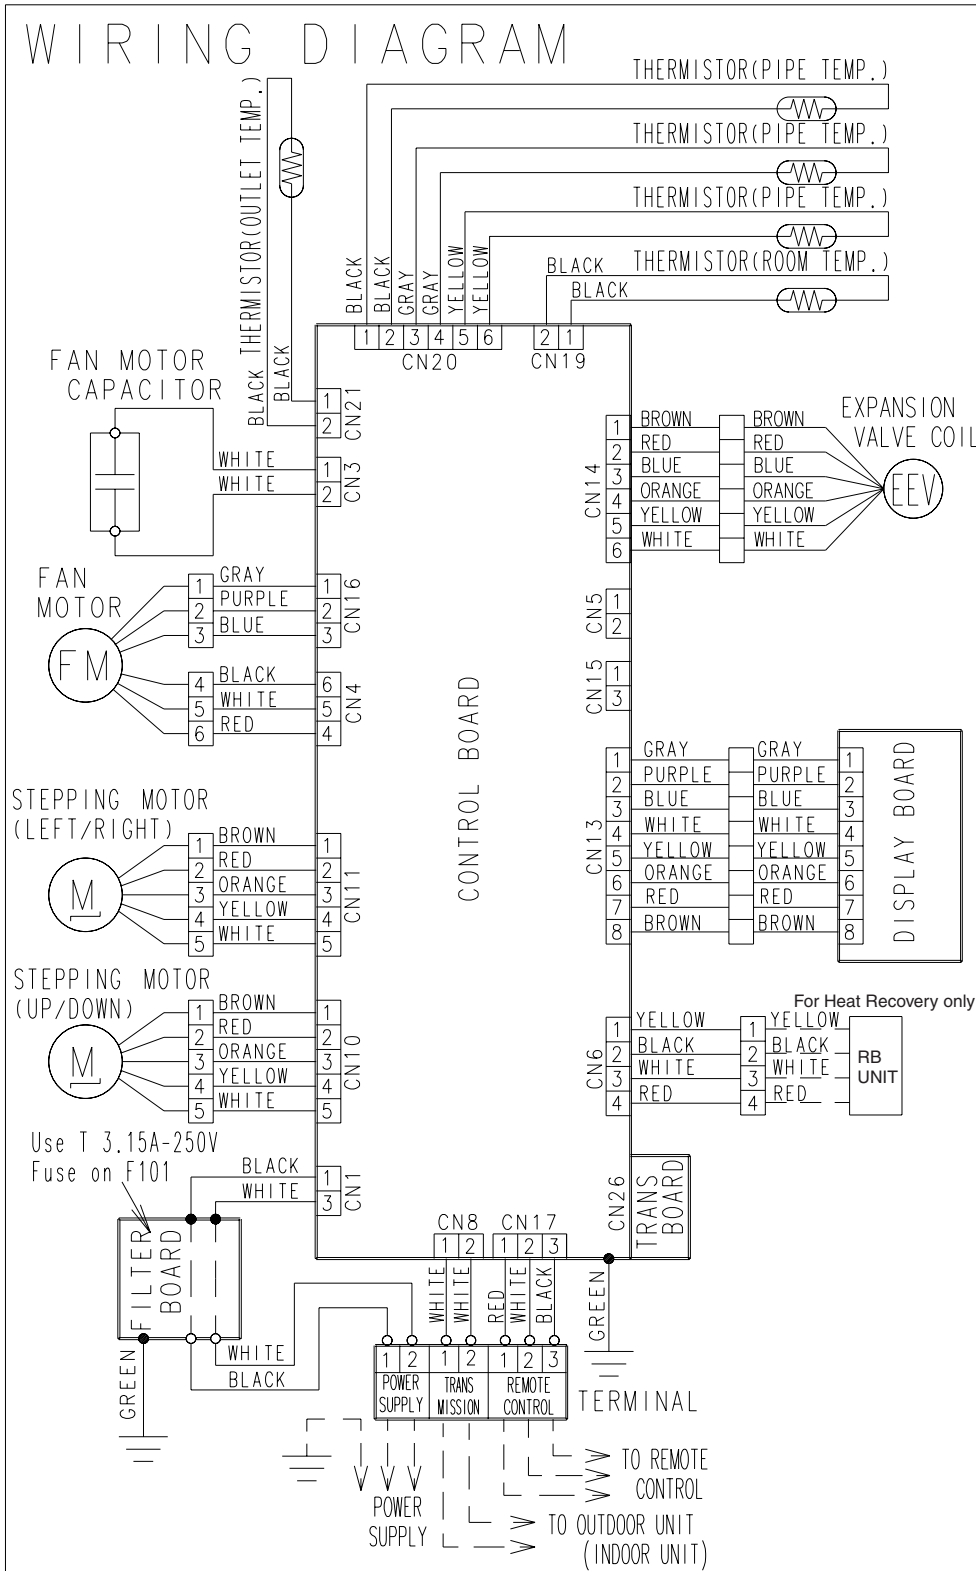 WIRING DIAGRAM
THERMISTOR(PIPE TEMP.)
THERMISTOR(PIPE TEMP.)
THERMISTOR(PIPE TEMP.)
THERMISTOR(ROOM TEMP.)
BLACK
BLACK
THERMISTOR(OUTLET TEMP.)
BLACK
BLACK
BLACK
BLACK
GRAY
GRAY
YELLOW
YELLOW
1 2 3 4 5 6
CN20
2 1
CN19
FAN MOTOR
CAPACITOR
1
2
CN21
WHITE
WHITE
1
2
CN3
FAN
MOTOR
FM
1 GRAY 1
2 PURPLE 2
3 BLUE 3
CN16
4 BLACK 6
5 WHITE 5
6 RED 4
CN4
STEPPING MOTOR
(LEFT/RIGHT)
M
1 BROWN 1
2 RED 2
3 ORANGE 3
4 YELLOW 4
5 WHITE 5
CN11
STEPPING MOTOR
(UP/DOWN)
M
1 BROWN 1
2 RED 2
3 ORANGE 3
4 YELLOW 4
5 WHITE 5
CN10
Use T 3.15A-250V
Fuse on F101
BLACK 1
WHITE 3
CN1
FILTER
BOARD
GREEN
WHITE
BLACK
CONTROL BOARD
EXPANSION
VALVE COIL
EEV
CN14
1 BROWN BROWN
2 RED RED
3 BLUE BLUE
4 ORANGE ORANGE
5 YELLOW YELLOW
6 WHITE WHITE
CN5
1
2
CN15
1
3
CN13
1 GRAY GRAY 1
2 PURPLE PURPLE 2
3 BLUE BLUE 3
4 WHITE WHITE 4
5 YELLOW YELLOW 5
6 ORANGE ORANGE 6
7 RED RED 7
8 BROWN BROWN 8
DISPLAY BOARD
For Heat Recovery only
CN6
1 YELLOW 1 YELLOW
2 BLACK 2 BLACK
3 WHITE 3 WHITE
4 RED 4 RED
RB
UNIT
CN26
TRANS
BOARD
CN8
1 2
CN17
1 2 3
WHITE
WHITE
RED
WHITE
BLACK
GREEN
1 2 1 2 1 2 3
POWER
SUPPLY
TRANS
MISSION
REMOTE
CONTROL
TERMINAL
POWER
SUPPLY
TO REMOTE
CONTROL
TO OUTDOOR UNIT
(INDOOR UNIT)